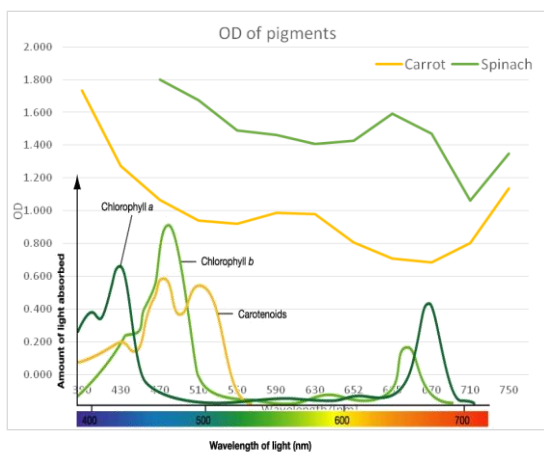 OD of pigments
Carrot
Spinach
2.000
1.800
1.600
1.400
1.200
1.000
0.800
0.600
0.400
0.200
0.000
OD
Amount of light absorbed
Chlorophyll a
Chlorophyll b
Carotenoids
430
510
590
630
652
670
710
750
400
500
600
700
Wavelength of light (nm)